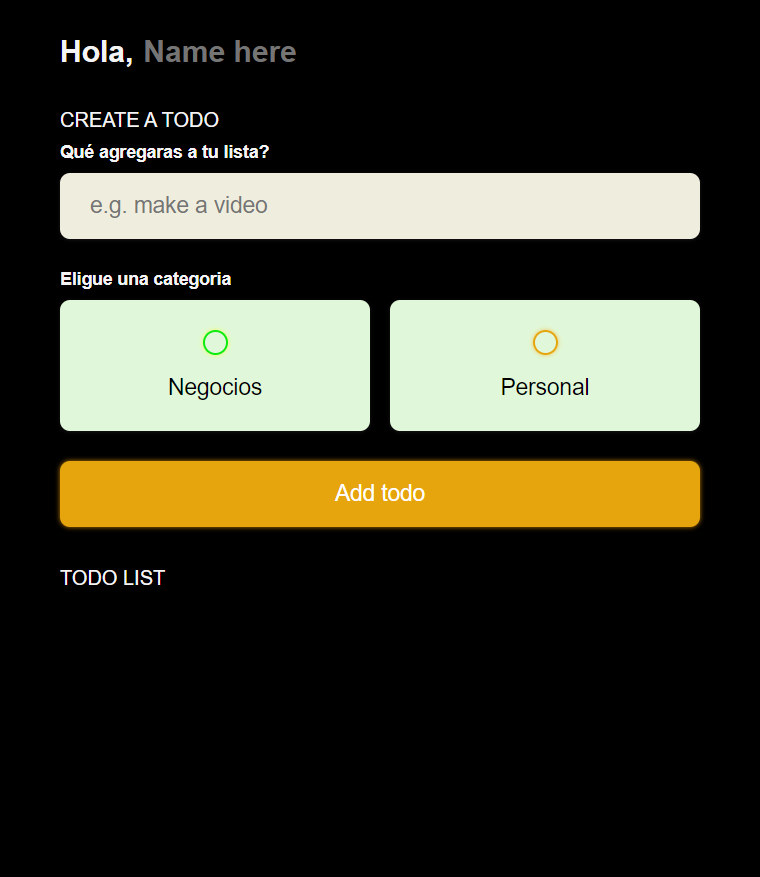 Hola, Name here
CREATE A TODO
Qué agregaras a tu lista?
e.g. make a video
Eligue una categoria
Negocios Personal
Add todo
TODO LIST